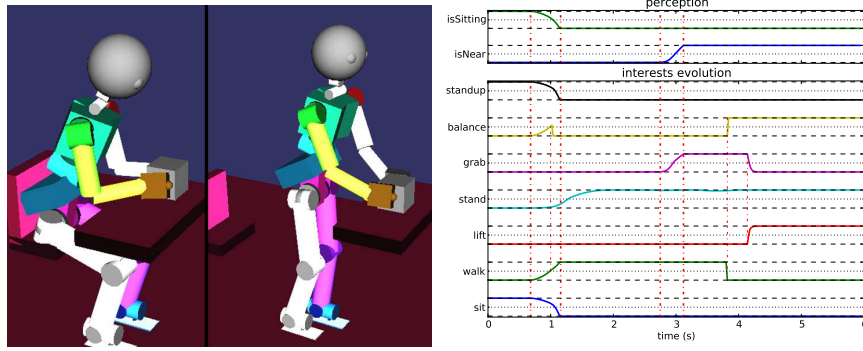 perception
isSitting
isNear
interests evolution
standup
balance
grab
stand
lift
walk
sit
0 1 2 3 4 5 6
time (s)